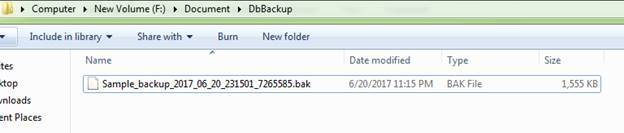 Computer ▸ New Volume (F:) ▸ Document ▸ DbBackup
Include in library Share with Burn New folder
Name Date modified Type Size
Sample_backup_2017_06_20_231501_7265585.bak 6/20/2017 11:15 PM BAK File 1,555 KB
ites
ktop
wnloads
ent Places